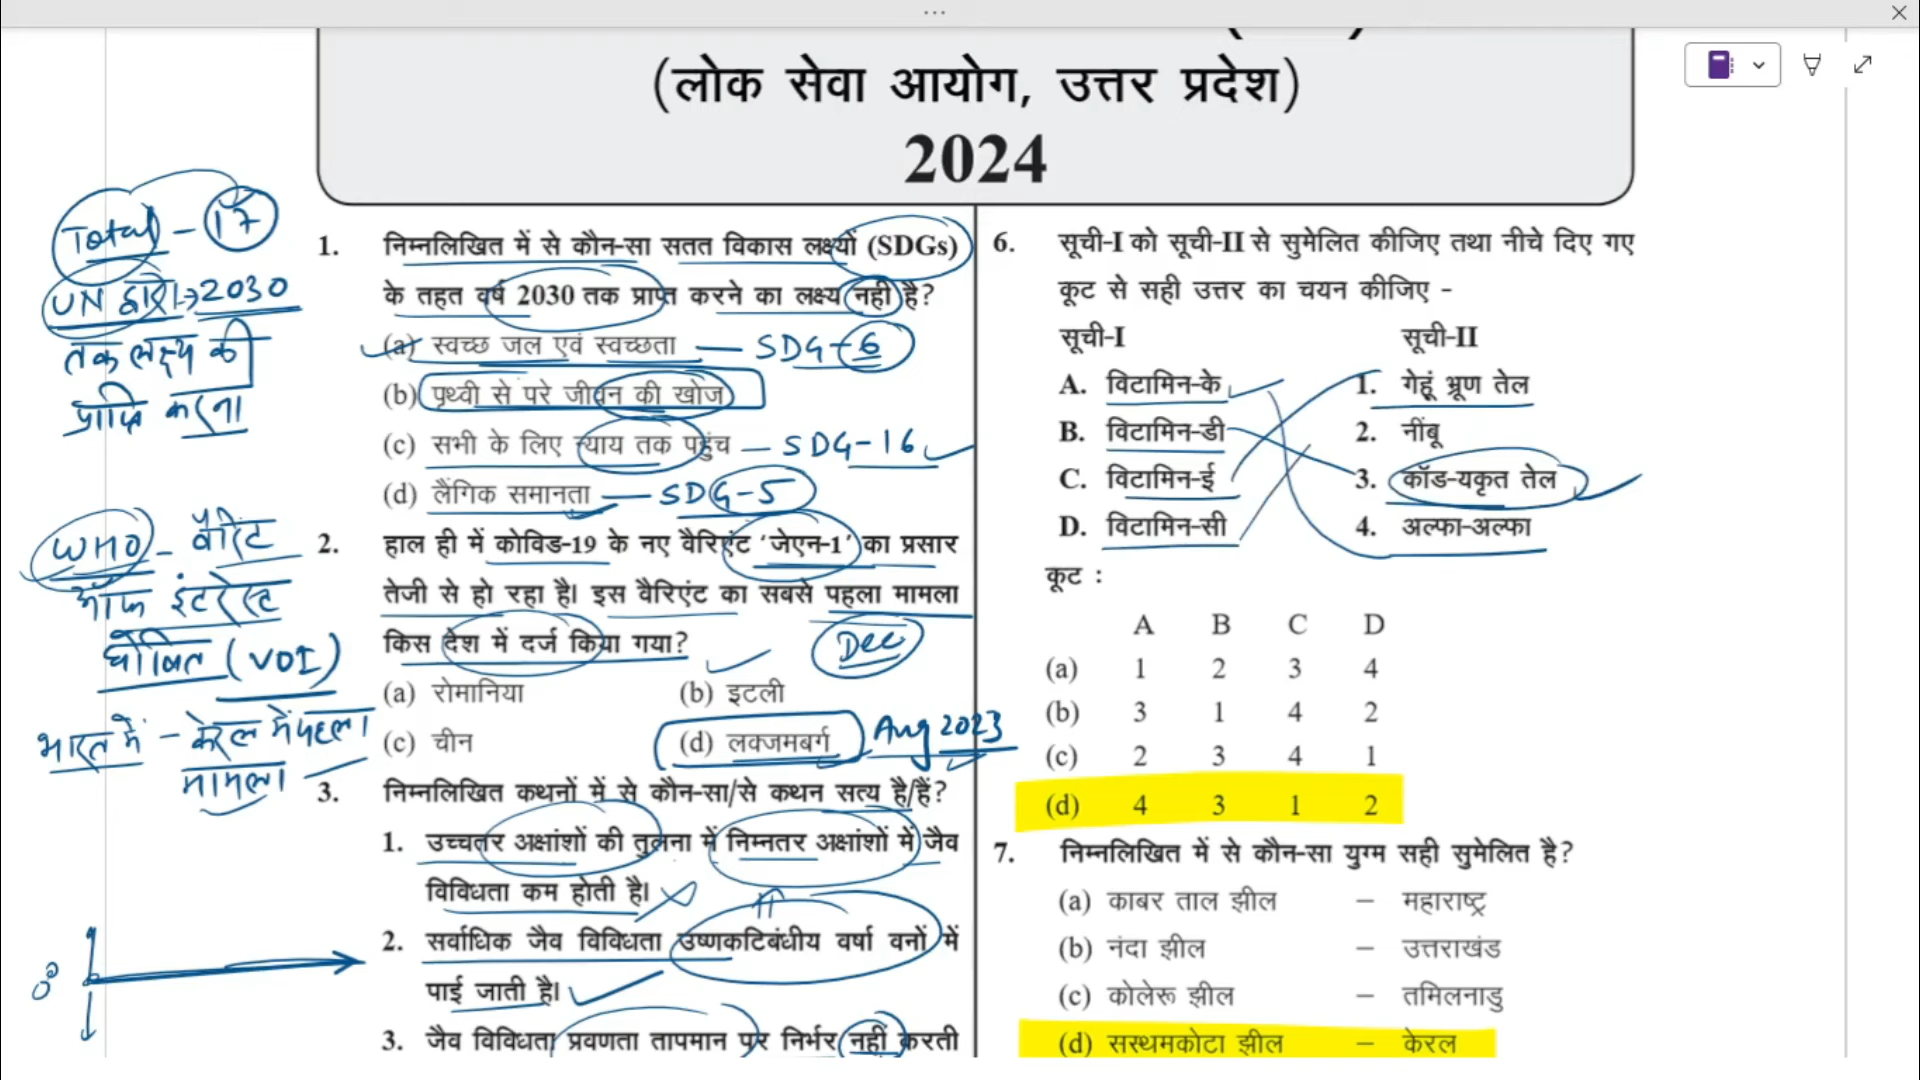 (लोक सेवा आयोग, उत्तर प्रदेश)
2024
Total - 17
UN द्वारा → 2030
तक लक्ष्य की
प्राप्ति करना
1. निम्नलिखित में से कौन-सा सतत विकास लक्ष्यों (SDGs)
के तहत वर्ष 2030 तक प्राप्त करने का लक्ष्य नहीं है?
(a) स्वच्छ जल एवं स्वच्छता — SDG-6
(b) पृथ्वी से परे जीवन की खोज
(c) सभी के लिए न्याय तक पहुंच — SDG-16
(d) लैंगिक समानता — SDG-5
WHO - वैरिएंट
ऑफ इंटरेस्ट
घोषित (VOI)
भारत में - केरल में पहला
मामला
2. हाल ही में कोविड-19 के नए वैरिएंट 'जेएन-1' का प्रसार
तेजी से हो रहा है। इस वैरिएंट का सबसे पहला मामला
किस देश में दर्ज किया गया? Dec
(a) रोमानिया (b) इटली
(c) चीन (d) लक्जमबर्ग Aug 2023
3. निम्नलिखित कथनों में से कौन-सा/से कथन सत्य है/हैं?
1. उच्चतर अक्षांशों की तुलना में निम्नतर अक्षांशों में जैव
विविधता कम होती है।
2. सर्वाधिक जैव विविधता उष्णकटिबंधीय वर्षा वनों में
पाई जाती है।
3. जैव विविधता प्रवणता तापमान पर निर्भर नहीं करती
6. सूची-I को सूची-II से सुमेलित कीजिए तथा नीचे दिए गए
कूट से सही उत्तर का चयन कीजिए -
सूची-I सूची-II
A. विटामिन-के 1. गेहूं भ्रूण तेल
B. विटामिन-डी 2. नींबू
C. विटामिन-ई 3. कॉड-यकृत तेल
D. विटामिन-सी 4. अल्फा-अल्फा
कूट :
A B C D
(a) 1 2 3 4
(b) 3 1 4 2
(c) 2 3 4 1
(d) 4 3 1 2
7. निम्नलिखित में से कौन-सा युग्म सही सुमेलित है?
(a) काबर ताल झील – महाराष्ट्र
(b) नंदा झील – उत्तराखंड
(c) कोलेरू झील – तमिलनाडु
(d) सस्थमकोटा झील – केरल